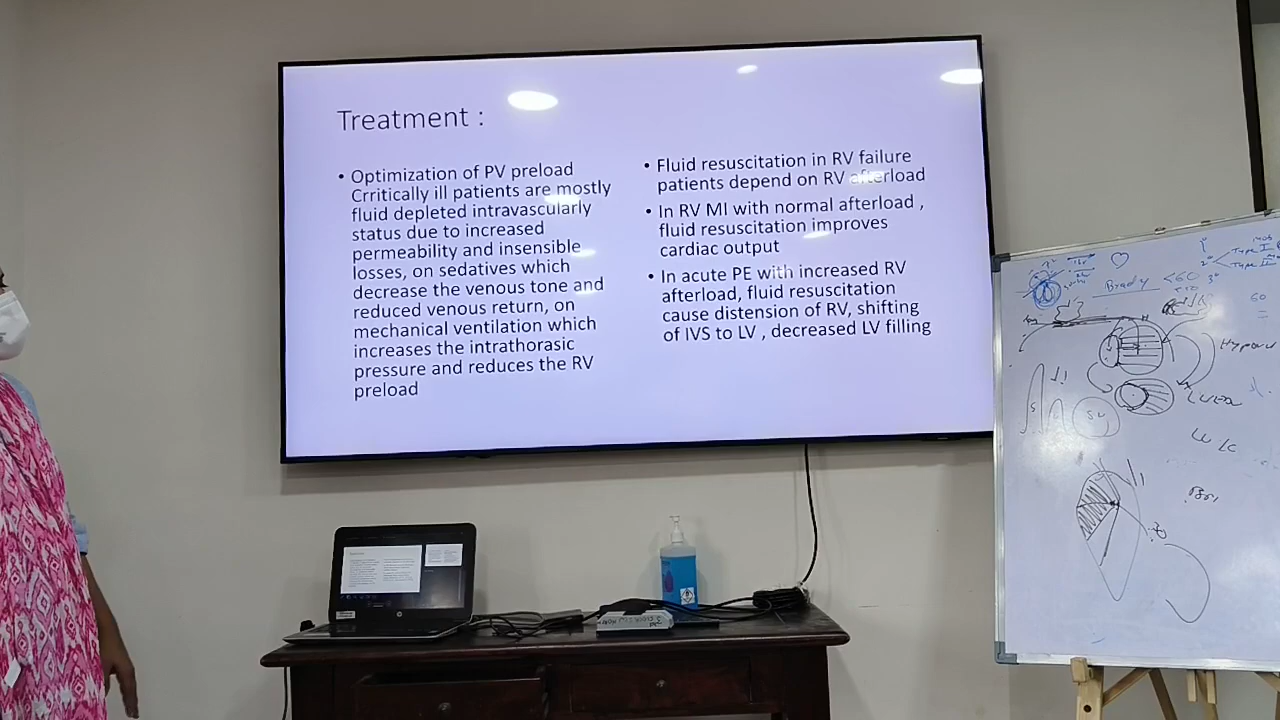 Treatment :
• Optimization of PV preload
Crritically ill patients are mostly
fluid depleted intravascularly
status due to increased
permeability and insensible
losses, on sedatives which
decrease the venous tone and
reduced venous return, on
mechanical ventilation which
increases the intrathorasic
pressure and reduces the RV
preload
• Fluid resuscitation in RV failure
patients depend on RV afterload
• In RV MI with normal afterload ,
fluid resuscitation improves
cardiac output
• In acute PE with increased RV
afterload, fluid resuscitation
cause distension of RV, shifting
of IVS to LV , decreased LV filling
Brady <60
Type I
Type II